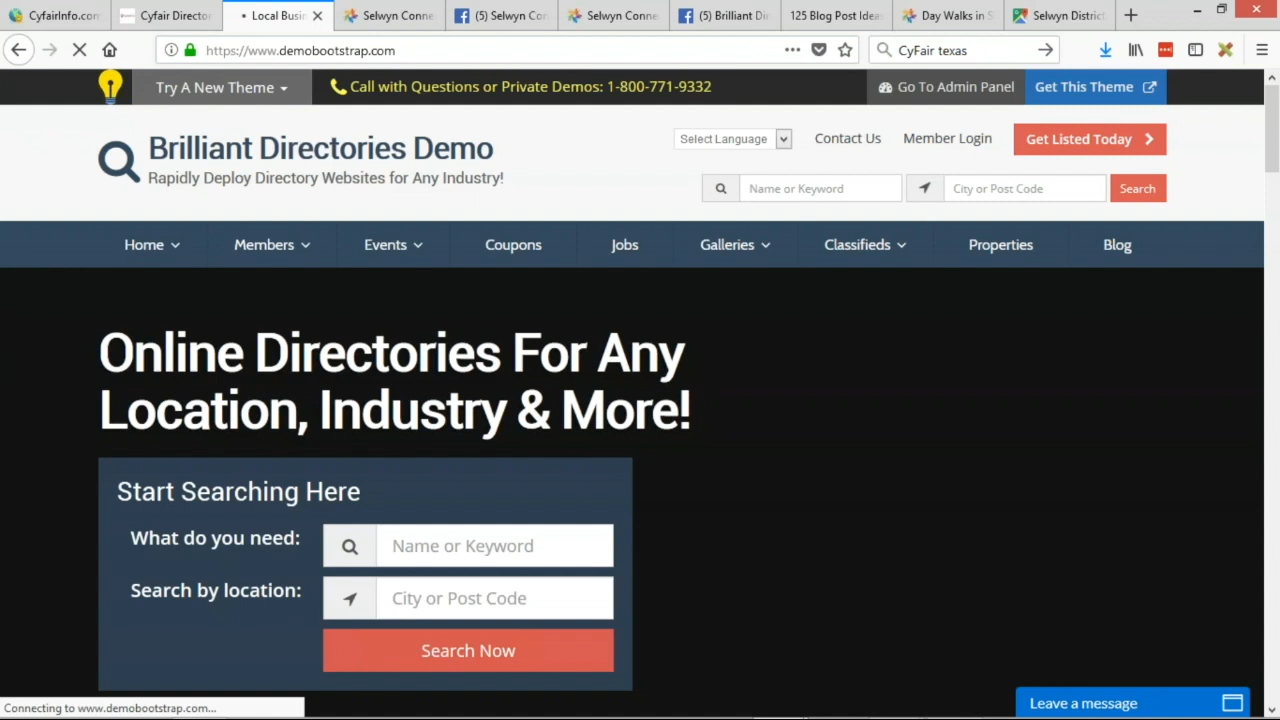 CyfairInfo.com
Cyfair Director
Local Busin
Selwyn Conne
(5) Selwyn Con
Selwyn Conne
(5) Brilliant Di
125 Blog Post Ideas
Day Walks in S
Selwyn District
https://www.demobootstrap.com
CyFair texas
Try A New Theme
Call with Questions or Private Demos: 1-800-771-9332
Go To Admin Panel
Get This Theme
Brilliant Directories Demo
Rapidly Deploy Directory Websites for Any Industry!
Select Language
Contact Us
Member Login
Get Listed Today
Name or Keyword
City or Post Code
Search
Home
Members
Events
Coupons
Jobs
Galleries
Classifieds
Properties
Blog
Online Directories For Any
Location, Industry & More!
Start Searching Here
What do you need:
Name or Keyword
Search by location:
City or Post Code
Search Now
Connecting to www.demobootstrap.com...
Leave a message